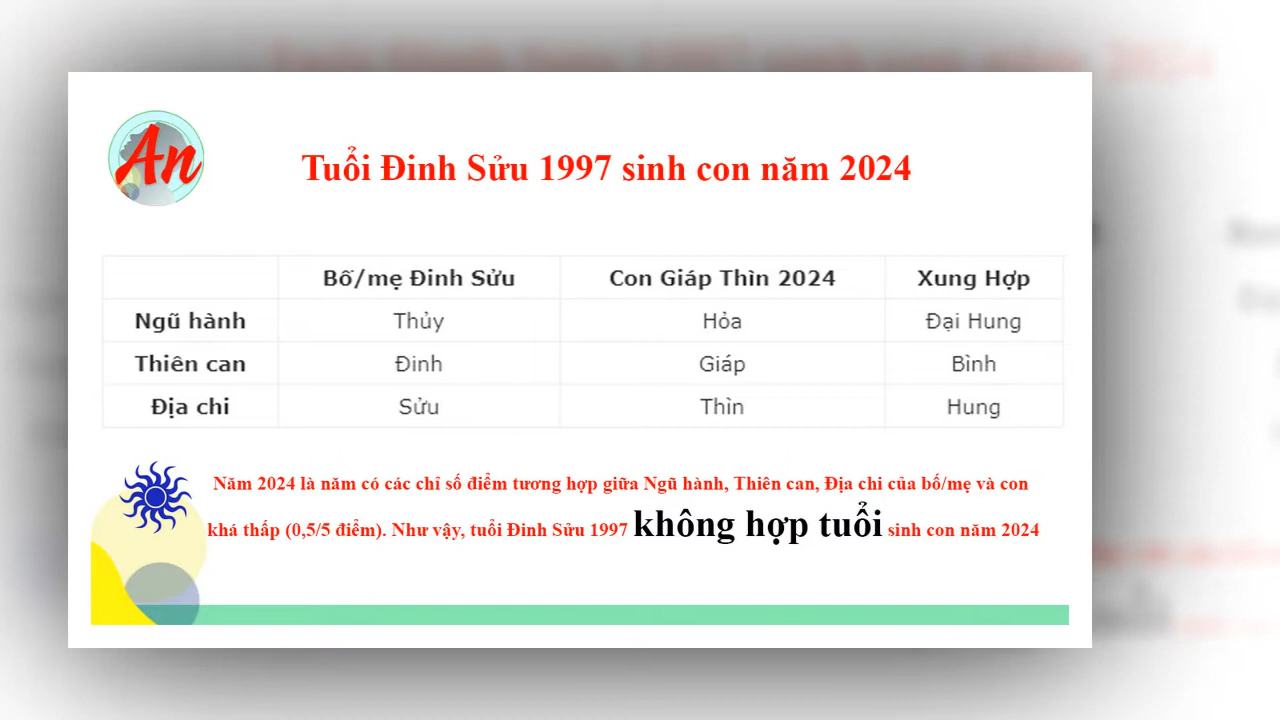 An
Tuổi Đinh Sửu 1997 sinh con năm 2024
Bố/mẹ Đinh Sửu Con Giáp Thìn 2024 Xung Hợp
Ngũ hành Thủy Hỏa Đại Hung
Thiên can Đinh Giáp Bình
Địa chi Sửu Thìn Hung
Năm 2024 là năm có các chỉ số điểm tương hợp giữa Ngũ hành, Thiên can, Địa chi của bố/mẹ và con
khá thấp (0,5/5 điểm). Như vậy, tuổi Đinh Sửu 1997 không hợp tuổi sinh con năm 2024